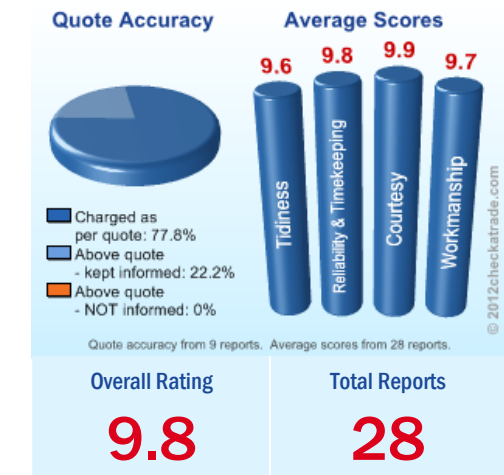 Quote Accuracy
Average Scores
9.6
9.8
9.9
9.7
Tidiness
Reliability & Timekeeping
Courtesy
Workmanship
Charged as
per quote: 77.8%
Above quote
- kept informed: 22.2%
Above quote
- NOT informed: 0%
© 2012checkatrade.com
Quote accuracy from 9 reports. Average scores from 28 reports.
Overall Rating
Total Reports
9.8
28